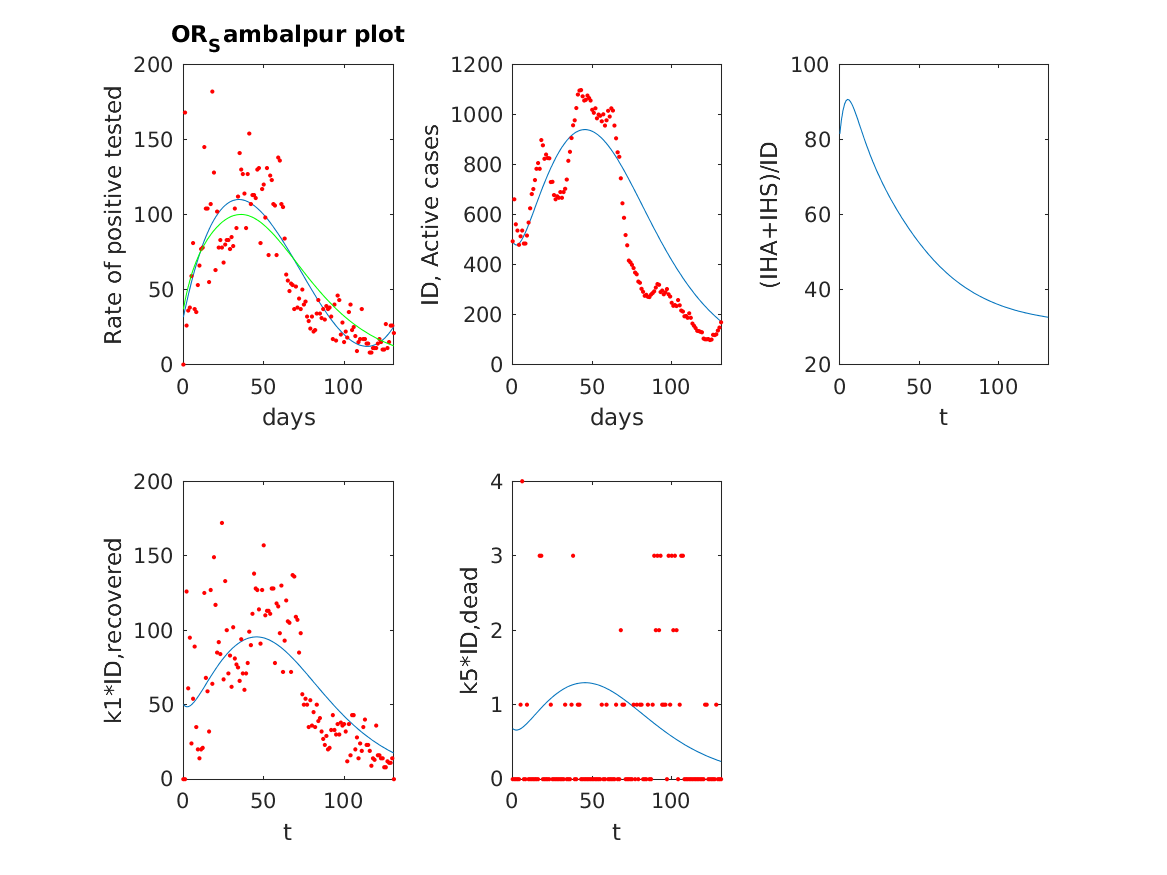 OR_Sambalpur plot
200
150
100
50
0
Rate of positive tested
0 50 100
days
1200
1000
800
600
400
200
0
ID, Active cases
0 50 100
days
100
80
60
40
20
(IHA+IHS)/ID
0 50 100
t
200
150
100
50
0
k1*ID,recovered
0 50 100
t
4
3
2
1
0
k5*ID,dead
0 50 100
t